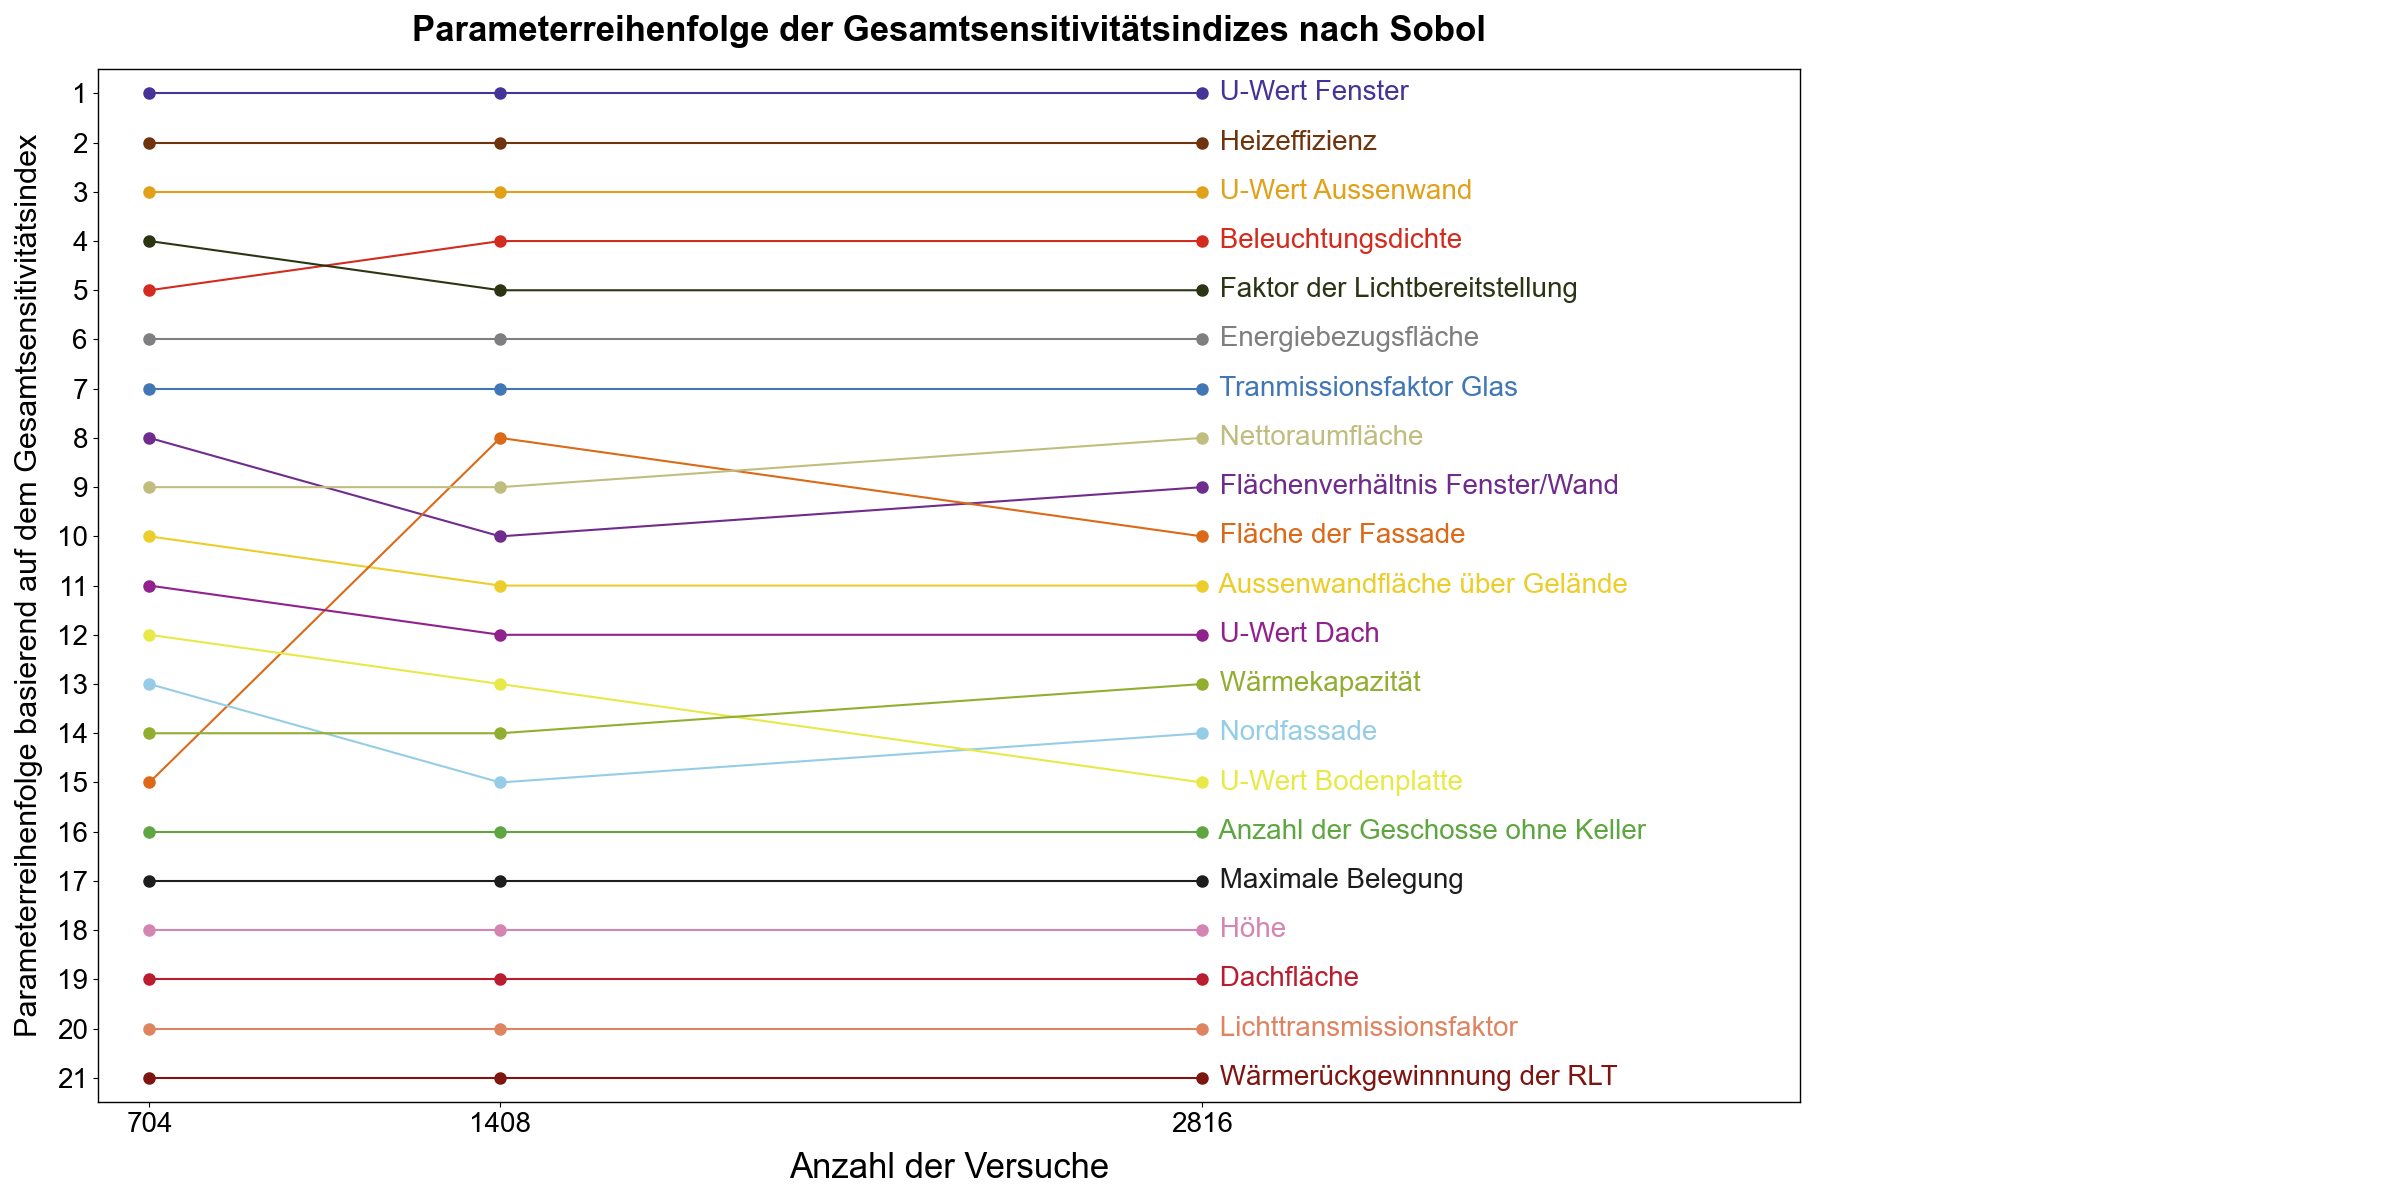 Parameterreihenfolge der Gesamtsensitivitätsindizes nach Sobol
Parameterreihenfolge basierend auf dem Gesamtsensitivitätsindex
1
2
3
4
5
6
7
8
9
10
11
12
13
14
15
16
17
18
19
20
21
U-Wert Fenster
Heizeffizienz
U-Wert Aussenwand
Beleuchtungsdichte
Faktor der Lichtbereitstellung
Energiebezugsfläche
Tranmissionsfaktor Glas
Nettoraumfläche
Flächenverhältnis Fenster/Wand
Fläche der Fassade
Aussenwandfläche über Gelände
U-Wert Dach
Wärmekapazität
Nordfassade
U-Wert Bodenplatte
Anzahl der Geschosse ohne Keller
Maximale Belegung
Höhe
Dachfläche
Lichttransmissionsfaktor
Wärmerückgewinnnung der RLT
704 1408 2816
Anzahl der Versuche